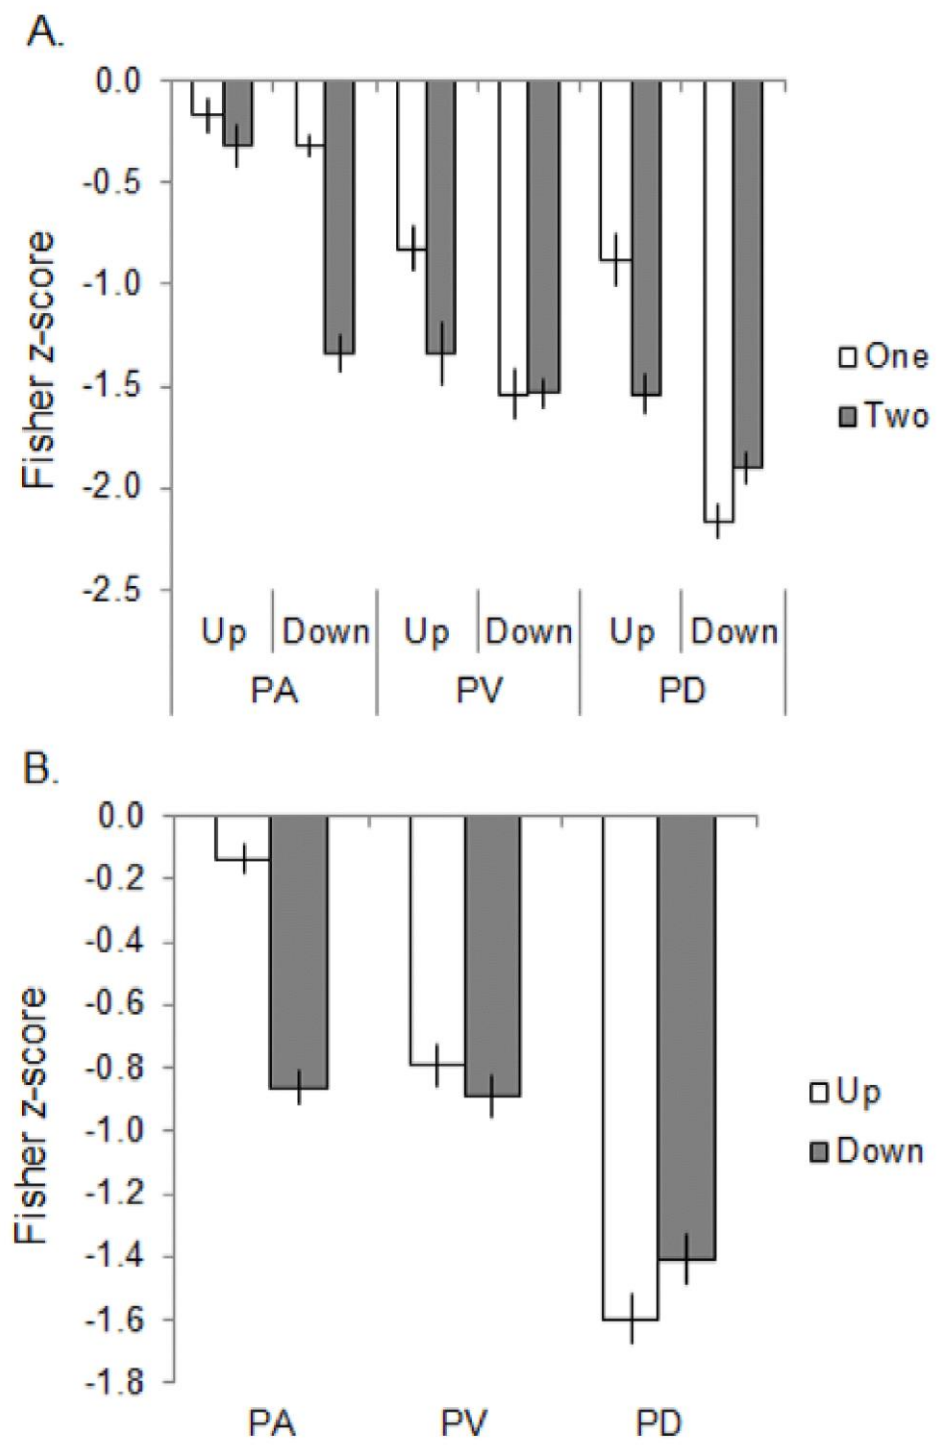 A.
0.0
-0.5
-1.0
-1.5
-2.0
-2.5
Fisher z-score
One
Two
Up Down Up Down Up Down
PA PV PD
B.
0.0
-0.2
-0.4
-0.6
-0.8
-1.0
-1.2
-1.4
-1.6
-1.8
Fisher z-score
Up
Down
PA PV PD